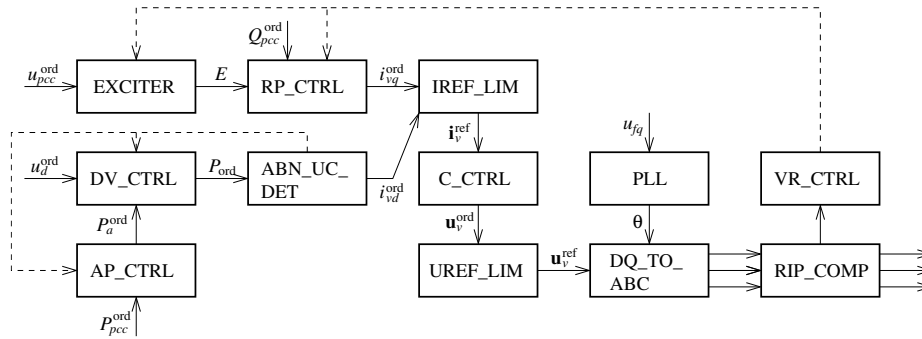 Q_pcc^ord
u_pcc^ord
EXCITER
E
RP_CTRL
i_vq^ord
IREF_LIM
i_v^ref
u_fq
u_d^ord
DV_CTRL
P_ord
ABN_UC_
DET
i_vd^ord
C_CTRL
PLL
VR_CTRL
P_a^ord
u_v^ord
θ
AP_CTRL
UREF_LIM
u_v^ref
DQ_TO_
ABC
RIP_COMP
P_pcc^ord